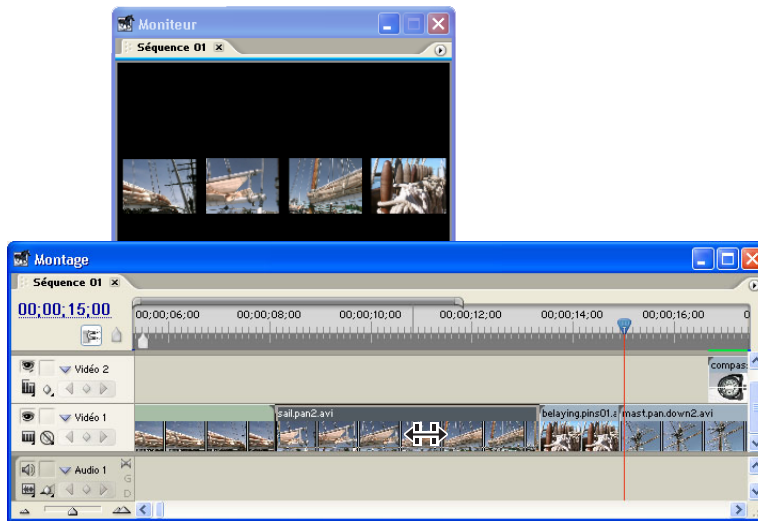 Moniteur
Séquence 01
Montage
Séquence 01
00;00;15;00
00;00;06;00 00;00;08;00 00;00;10;00 00;00;12;00 00;00;14;00 00;00;16;00 0
Vidéo 2
compas
Vidéo 1
sail.pan2.avi belaying.pins01.a mast.pan.down2.avi
Audio 1
G
D